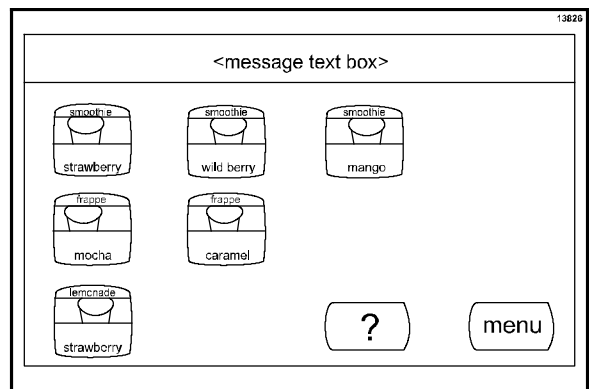 13826
<message text box>
smoothie
strawberry
smoothie
wild berry
smoothie
mango
frappe
mocha
frappe
caramel
lemonade
strawberry
?
menu